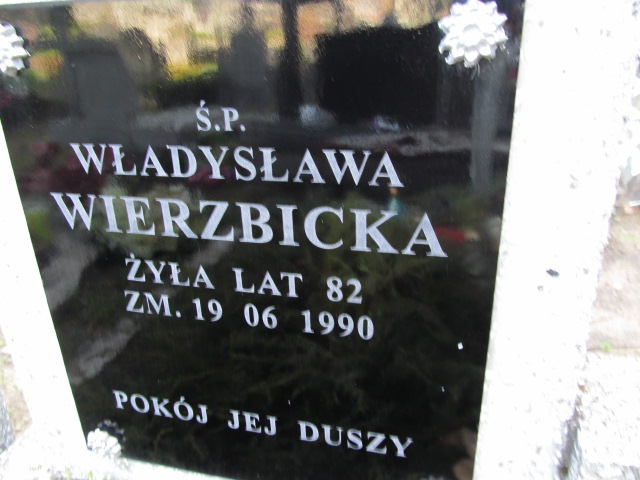 Ś.P.
WŁADYSŁAWA
WIERZBICKA
ŻYŁA LAT 82
ZM. 19 06 1990
POKÓJ JEJ DUSZY